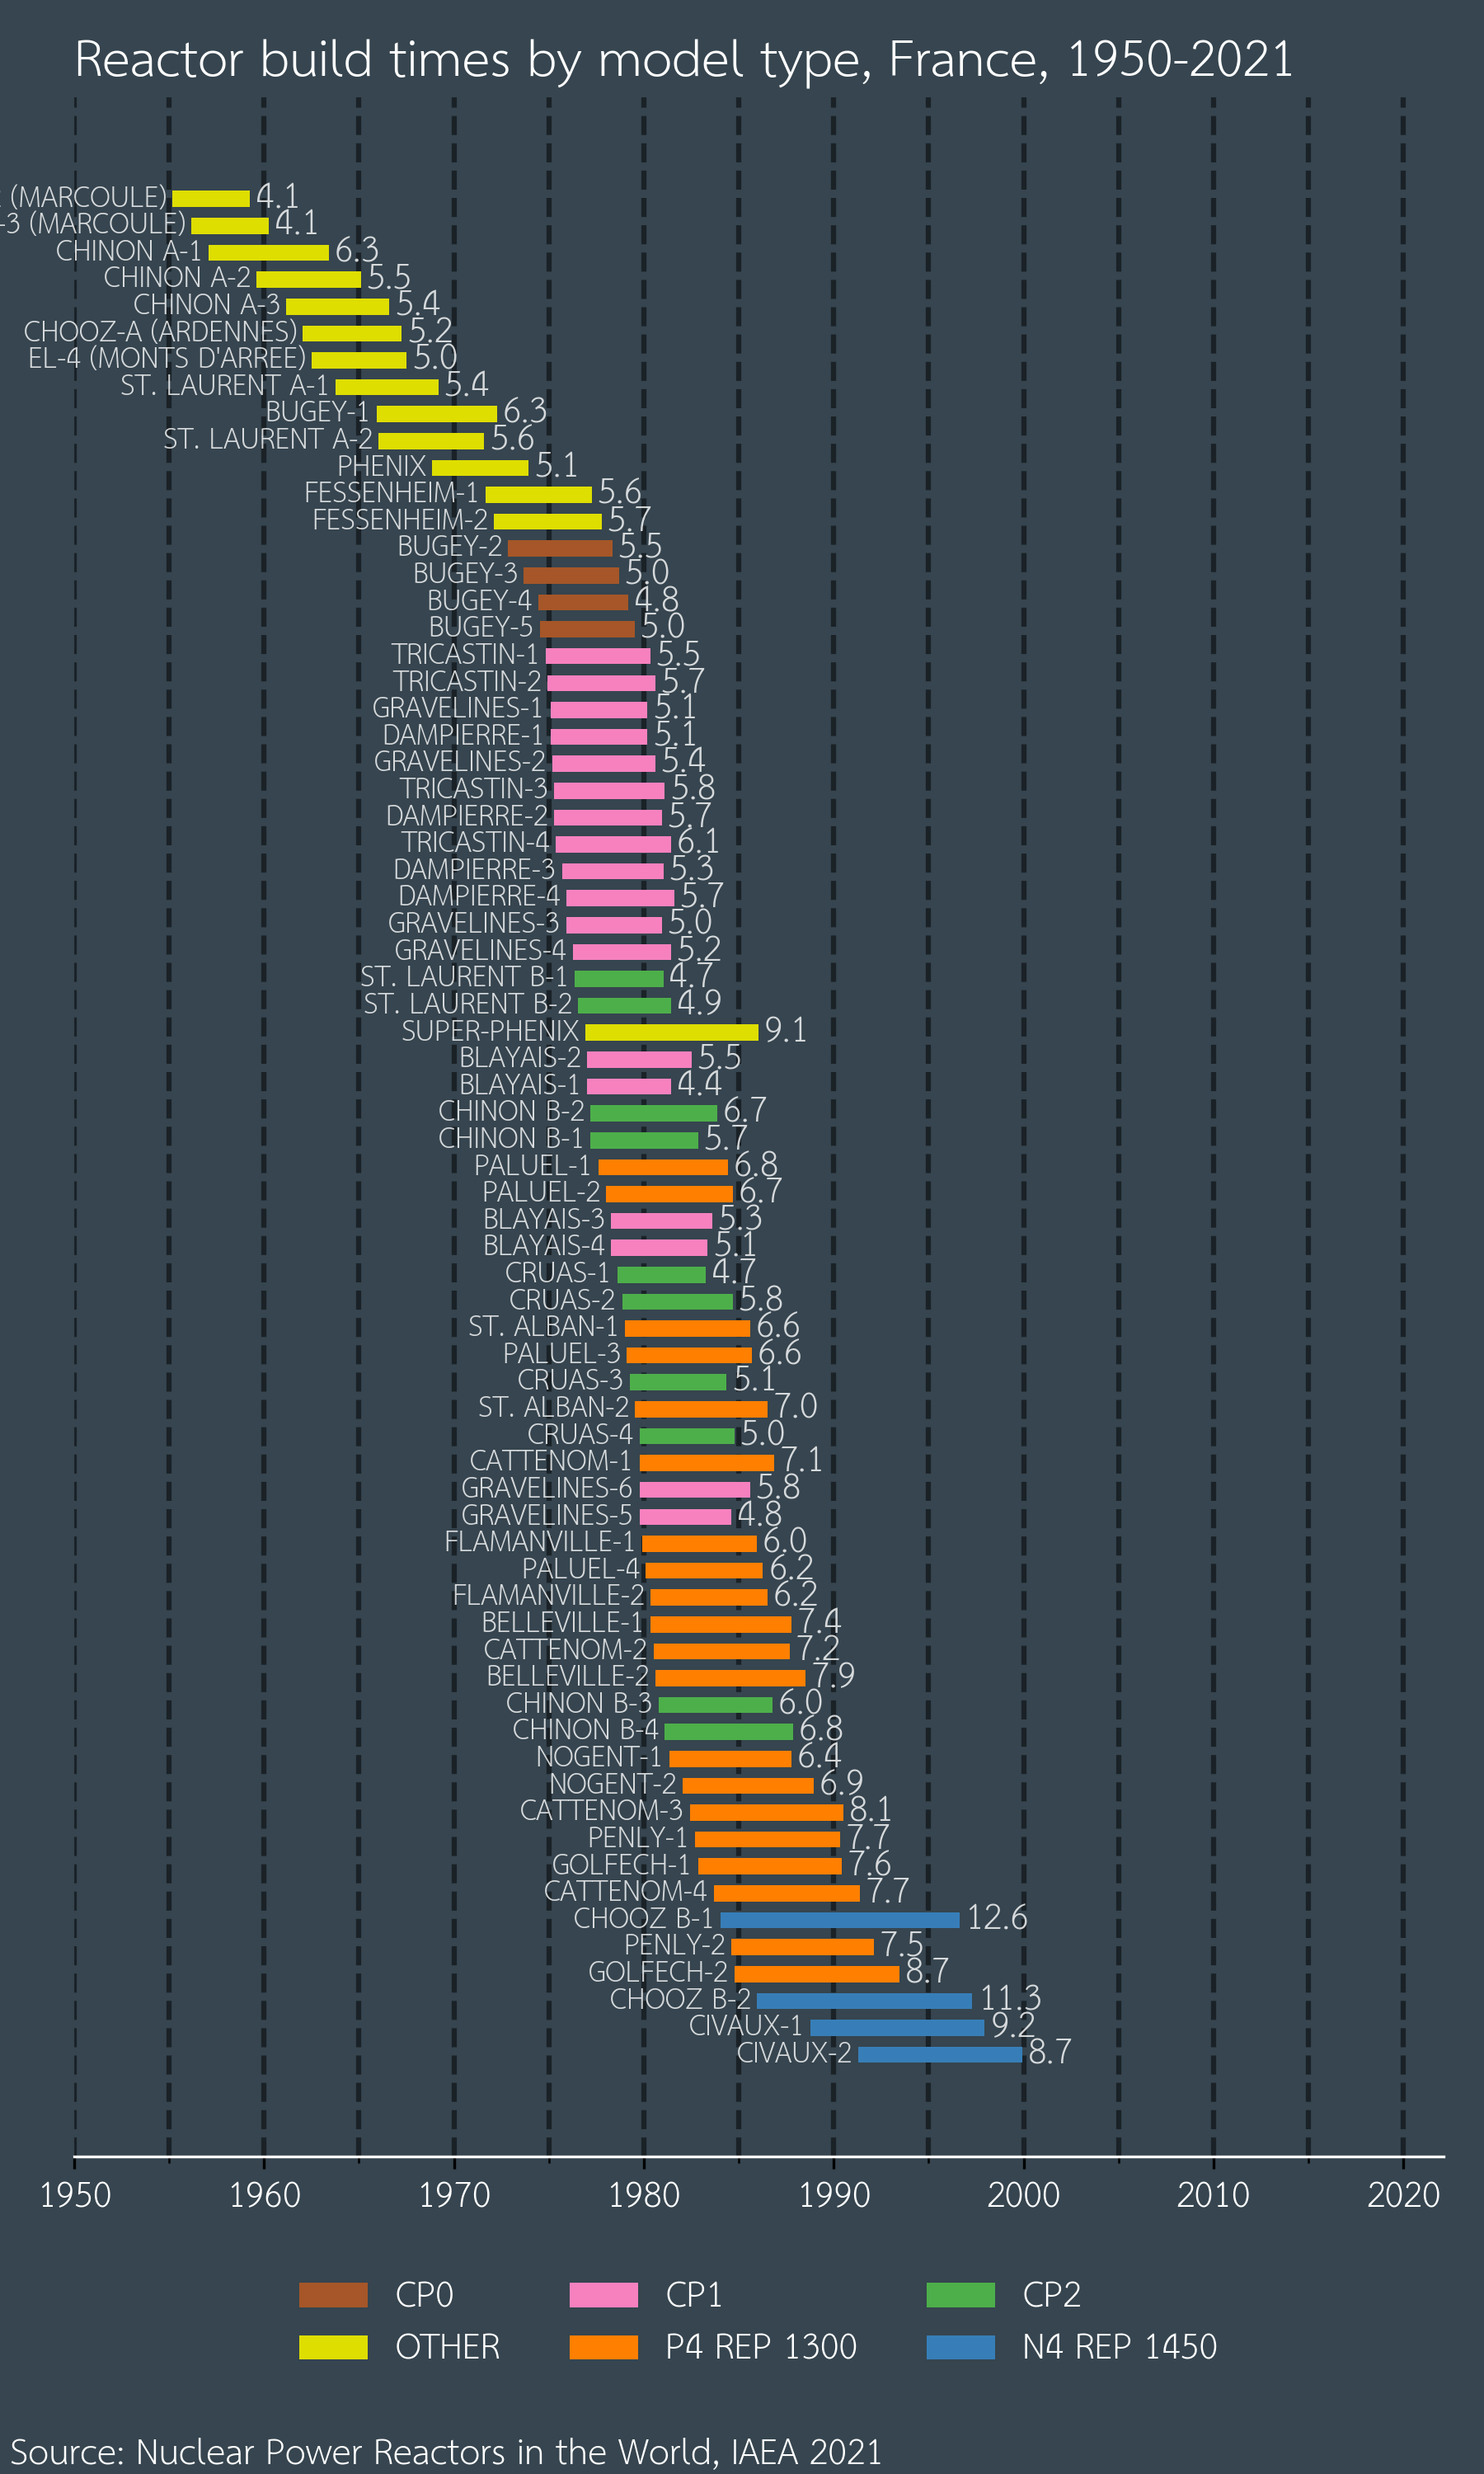 Reactor build times by model type, France, 1950-2021
(MARCOULE) 4.1
-3 (MARCOULE) 4.1
CHINON A-1 6.3
CHINON A-2 5.5
CHINON A-3 5.4
CHOOZ-A (ARDENNES) 5.2
EL-4 (MONTS D'ARREE) 5.0
ST. LAURENT A-1 5.4
BUGEY-1 6.3
ST. LAURENT A-2 5.6
PHENIX 5.1
FESSENHEIM-1 5.6
FESSENHEIM-2 5.7
BUGEY-2 5.5
BUGEY-3 5.0
BUGEY-4 4.8
BUGEY-5 5.0
TRICASTIN-1 5.5
TRICASTIN-2 5.7
GRAVELINES-1 5.1
DAMPIERRE-1 5.1
GRAVELINES-2 5.4
TRICASTIN-3 5.8
DAMPIERRE-2 5.7
TRICASTIN-4 6.1
DAMPIERRE-3 5.3
DAMPIERRE-4 5.7
GRAVELINES-3 5.0
GRAVELINES-4 5.2
ST. LAURENT B-1 4.7
ST. LAURENT B-2 4.9
SUPER-PHENIX 9.1
BLAYAIS-2 5.5
BLAYAIS-1 4.4
CHINON B-2 6.7
CHINON B-1 5.7
PALUEL-1 6.8
PALUEL-2 6.7
BLAYAIS-3 5.3
BLAYAIS-4 5.1
CRUAS-1 4.7
CRUAS-2 5.8
ST. ALBAN-1 6.6
PALUEL-3 6.6
CRUAS-3 5.1
ST. ALBAN-2 7.0
CRUAS-4 5.0
CATTENOM-1 7.1
GRAVELINES-6 5.8
GRAVELINES-5 4.8
FLAMANVILLE-1 6.0
PALUEL-4 6.2
FLAMANVILLE-2 6.2
BELLEVILLE-1 7.4
CATTENOM-2 7.2
BELLEVILLE-2 7.9
CHINON B-3 6.0
CHINON B-4 6.8
NOGENT-1 6.4
NOGENT-2 6.9
CATTENOM-3 8.1
PENLY-1 7.7
GOLFECH-1 7.6
CATTENOM-4 7.7
CHOOZ B-1 12.6
PENLY-2 7.5
GOLFECH-2 8.7
CHOOZ B-2 11.3
CIVAUX-1 9.2
CIVAUX-2 8.7
1950 1960 1970 1980 1990 2000 2010 2020
CP0 CP1 CP2
OTHER P4 REP 1300 N4 REP 1450
Source: Nuclear Power Reactors in the World, IAEA 2021